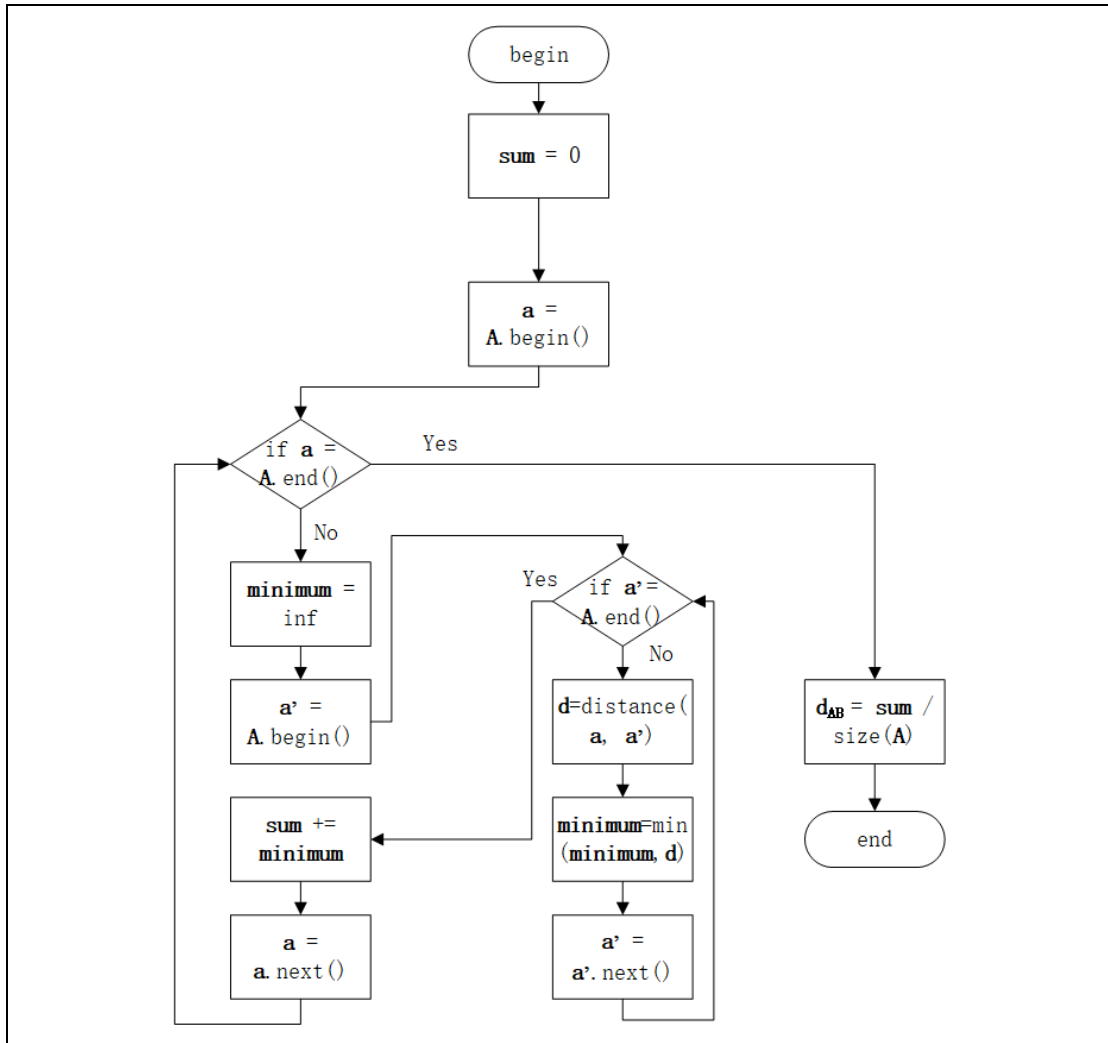 begin
sum = 0
a =
A.begin()
if a =
A.end()
Yes
No
minimum =
inf
a’ =
A.begin()
if a’=
A.end()
Yes
No
d=distance(
a, a’)
minimum=min
(minimum, d)
a’ =
a’.next()
sum +=
minimum
a =
a.next()
dAB = sum /
size(A)
end